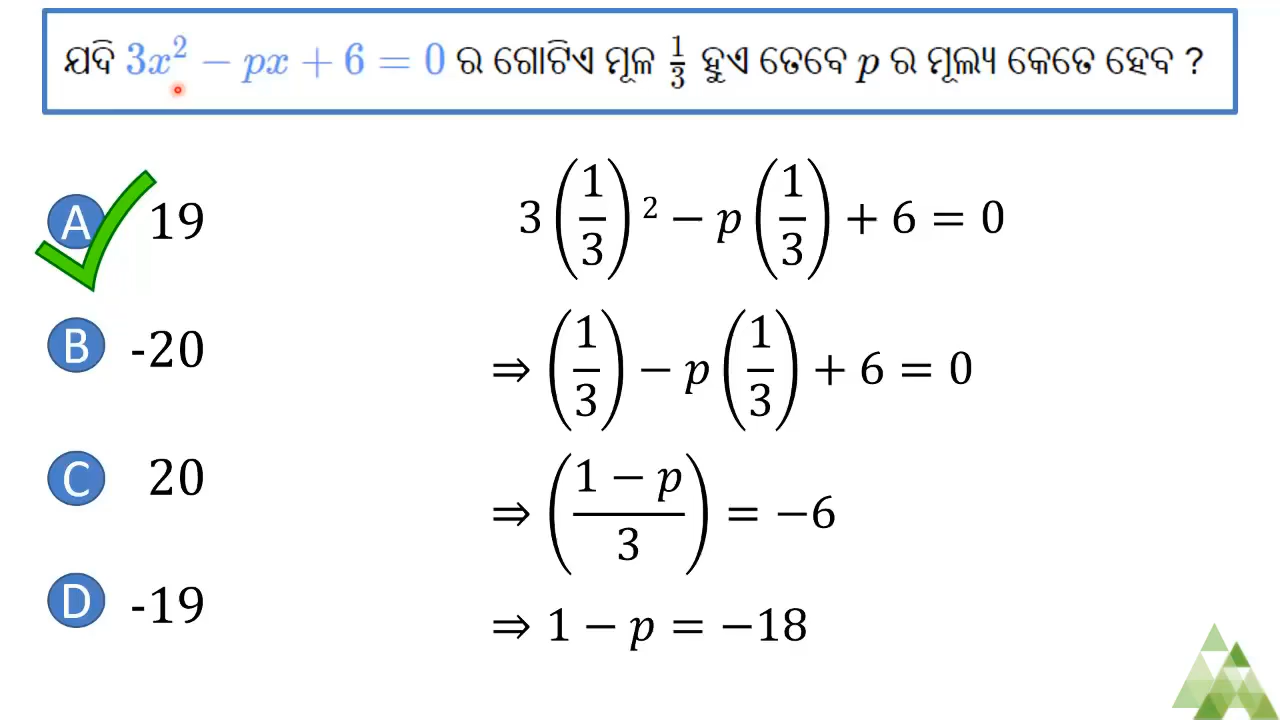 ଯଦି 3x² − px + 6 = 0 ର ଗୋଟିଏ ମୂଳ 1/3 ହୁଏ ତେବେ p ର ମୂଲ୍ୟ କେତେ ହେବ ?
A 19
B -20
C 20
D -19
3(1/3)² − p(1/3) + 6 = 0
⇒ (1/3) − p(1/3) + 6 = 0
⇒ ((1 − p)/3) = −6
⇒ 1 − p = −18